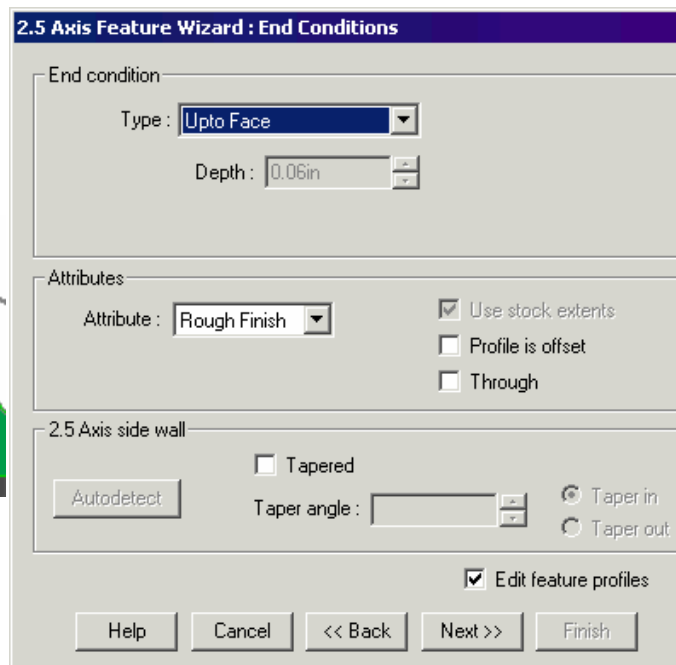 2.5 Axis Feature Wizard : End Conditions
End condition
Type : Upto Face
Depth : 0.06in
Attributes
Attribute : Rough Finish
Use stock extents
Profile is offset
Through
2.5 Axis side wall
Tapered
Autodetect
Taper angle :
Taper in
Taper out
Edit feature profiles
Help Cancel << Back Next >> Finish